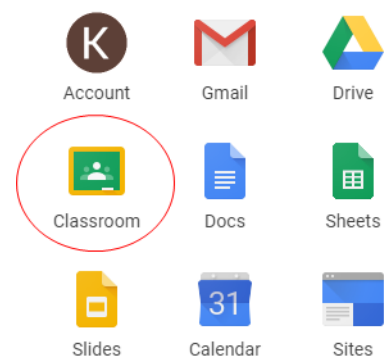 K
Account Gmail Drive
Classroom Docs Sheets
31
Slides Calendar Sites